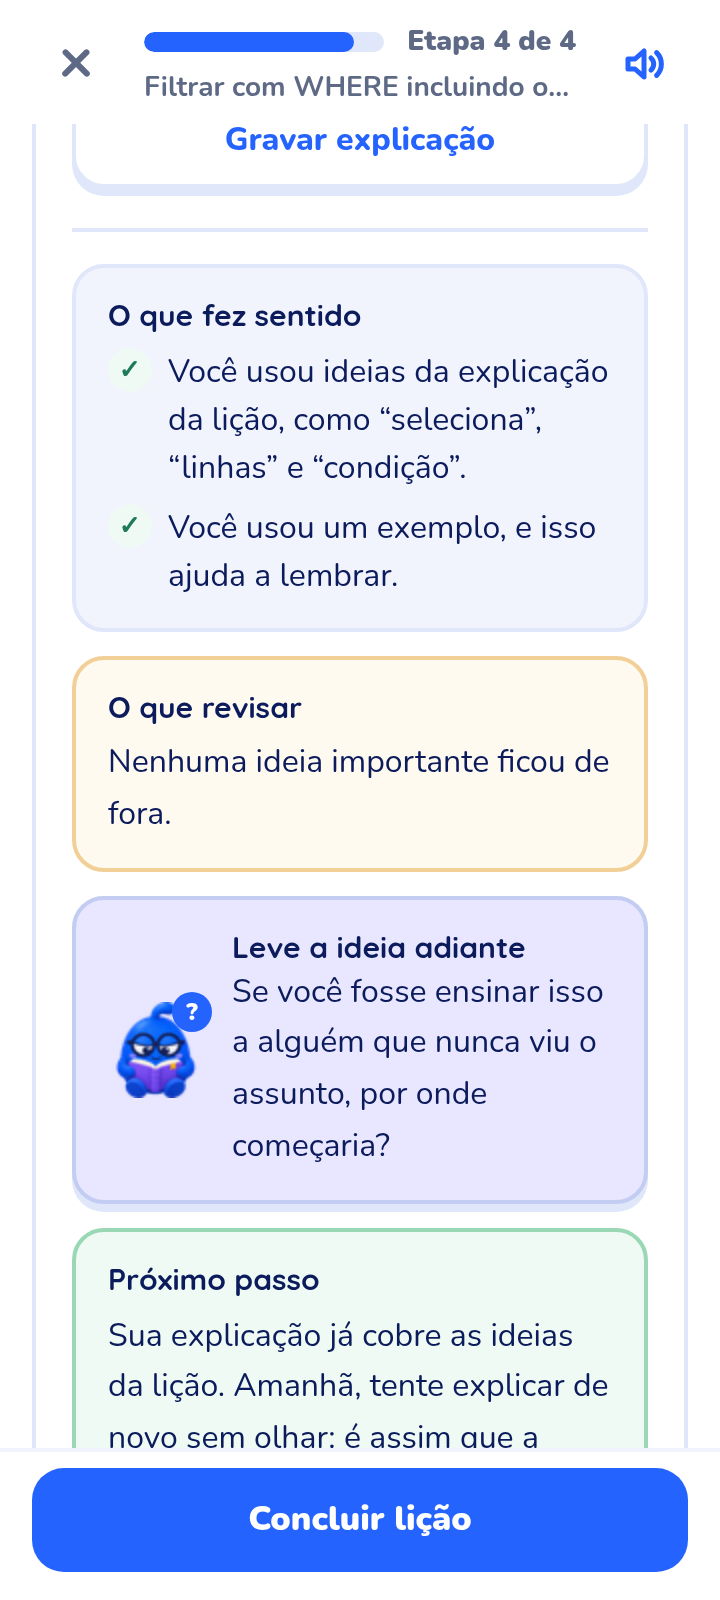 Etapa 4 de 4
Filtrar com WHERE incluindo o...
Gravar explicação
O que fez sentido
✓ Você usou ideias da explicação
da lição, como “seleciona”,
“linhas” e “condição”.
✓ Você usou um exemplo, e isso
ajuda a lembrar.
O que revisar
Nenhuma ideia importante ficou de
fora.
Leve a ideia adiante
?
Se você fosse ensinar isso
a alguém que nunca viu o
assunto, por onde
começaria?
Próximo passo
Sua explicação já cobre as ideias
da lição. Amanhã, tente explicar de
novo sem olhar: é assim que a
Concluir lição